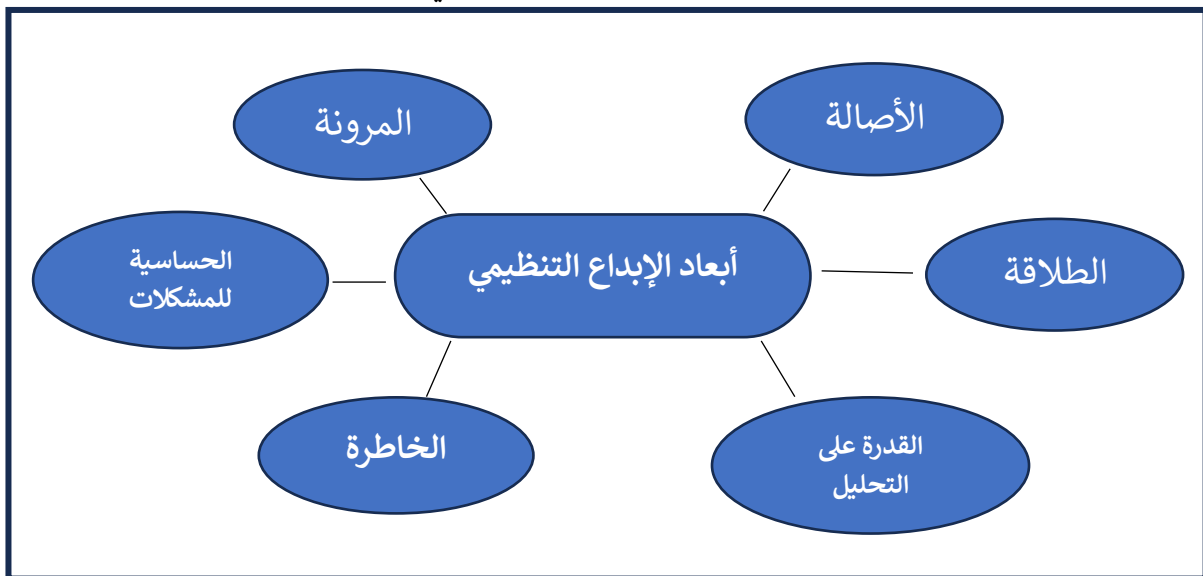 الأصالة
المرونة
أبعاد الإبداع التنظيمي
الطلاقة
الحساسية
للمشكلات
القدرة على
التحليل
الخاطرة